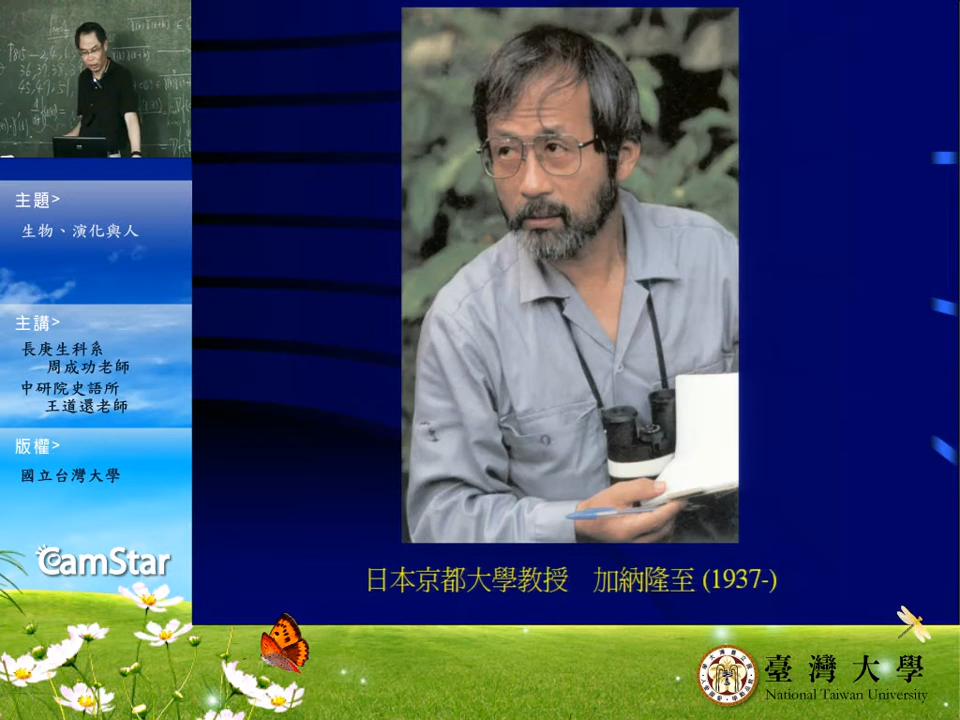 主題>
生物、演化與人
主講>
長庚生科系
周成功老師
中研院史語所
王道還老師
版權>
國立台灣大學
CamStar
日本京都大學教授 加納隆至 (1937-)
臺灣大學
National Taiwan University